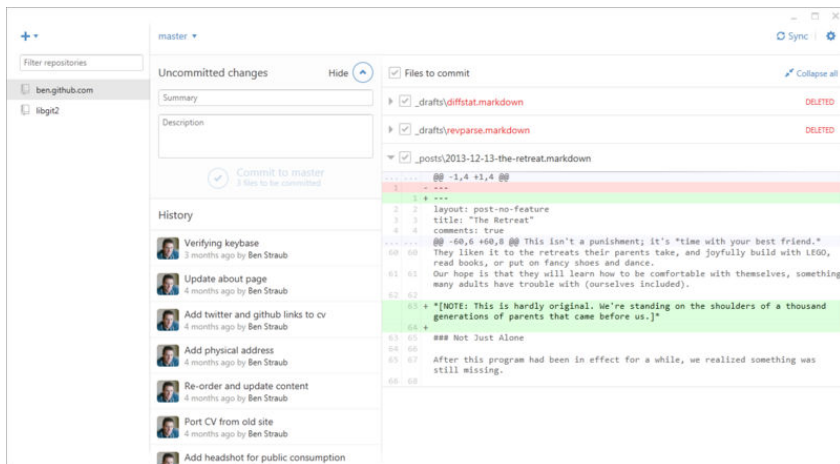 master
Sync
Filter repositories
ben.github.com
libgit2
Uncommitted changes
Hide
Summary
Description
Commit to master
3 files to be committed
History
Verifying keybase
3 months ago by Ben Straub
Update about page
4 months ago by Ben Straub
Add twitter and github links to cv
4 months ago by Ben Straub
Add physical address
4 months ago by Ben Straub
Re-order and update content
4 months ago by Ben Straub
Port CV from old site
4 months ago by Ben Straub
Add headshot for public consumption
Files to commit
Collapse all
_drafts\diffstat.markdown
DELETED
_drafts\revparse.markdown
DELETED
_posts\2013-12-13-the-retreat.markdown
... ... @@ -1,4 +1,4 @@
1 - ---
1 + ---
2 2 layout: post-no-feature
3 3 title: "The Retreat"
4 4 comments: true
... ... @@ -60,6 +60,8 @@ This isn't a punishment; it's *time with your best friend.*
60 60 They liken it to the retreats their parents take, and joyfully build with LEGO,
read books, or put on fancy shoes and dance.
61 61 Our hope is that they will learn how to be comfortable with themselves, something
many adults have trouble with (ourselves included).
62 62
63 + *[NOTE: This is hardly original. We're standing on the shoulders of a thousand
generations of parents that came before us.]*
64 +
63 65 ### Not Just Alone
64 66
65 67 After this program had been in effect for a while, we realized something was
still missing.
68 68